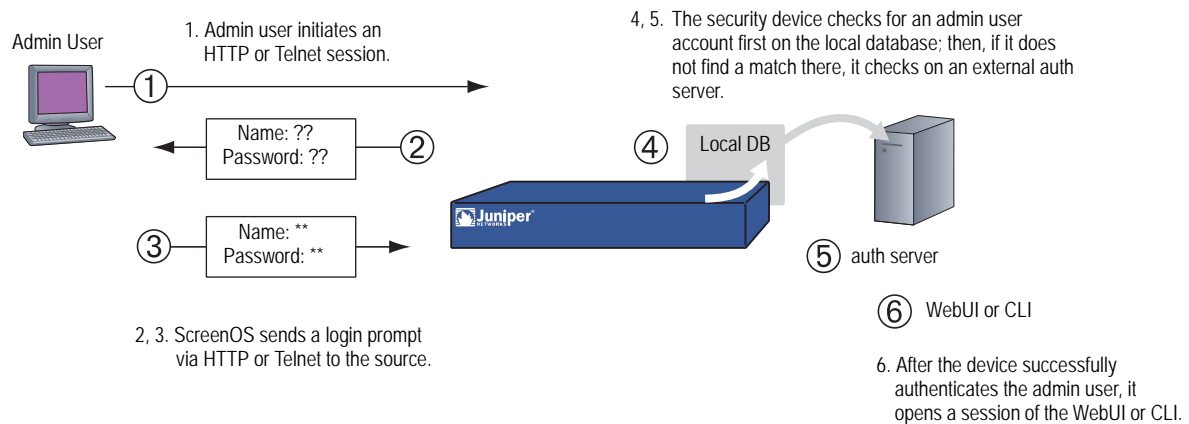 Admin User
1. Admin user initiates an
HTTP or Telnet session.
1
Name: ??
Password: ??
2
3
Name: **
Password: **
2, 3. ScreenOS sends a login prompt
via HTTP or Telnet to the source.
4, 5. The security device checks for an admin user
account first on the local database; then, if it does
not find a match there, it checks on an external auth
server.
4
Local DB
Juniper
NETWORKS
5
auth server
6
WebUI or CLI
6. After the device successfully
authenticates the admin user, it
opens a session of the WebUI or CLI.